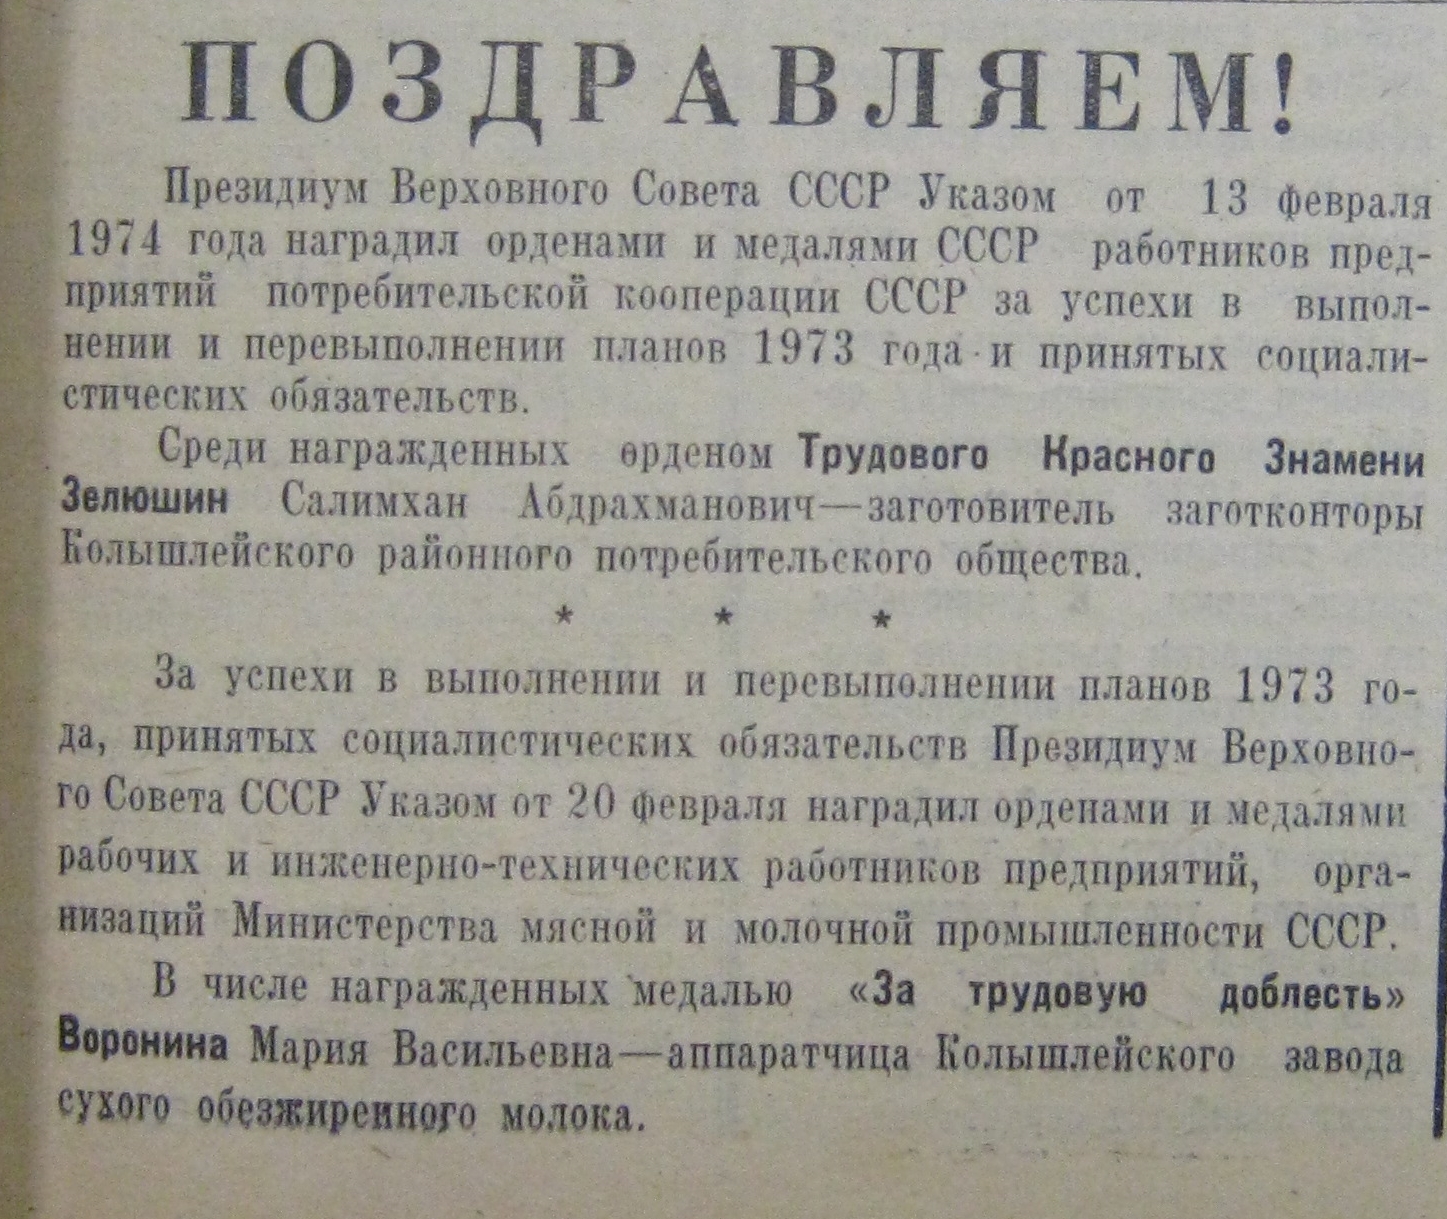 ПОЗДРАВЛЯЕМ!
Президиум Верховного Совета СССР Указом от 13 февраля
1974 года наградил орденами и медалями СССР работников пред-
приятий потребительской кооперации СССР за успехи в выпол-
нении и перевыполнении планов 1973 года и принятых социали-
стических обязательств.
Среди награжденных орденом Трудового Красного Знамени
Зелюшин Салимхан Абдрахманович—заготовитель заготконторы
Колышлейского районного потребительского общества.
* * *
За успехи в выполнении и перевыполнении планов 1973 го-
да, принятых социалистических обязательств Президиум Верховно-
го Совета СССР Указом от 20 февраля наградил орденами и медалями
рабочих и инженерно-технических работников предприятий, орга-
низаций Министерства мясной и молочной промышленности СССР.
В числе награжденных медалью «За трудовую доблесть»
Воронина Мария Васильевна—аппаратчица Колышлейского завода
сухого обезжиренного молока.